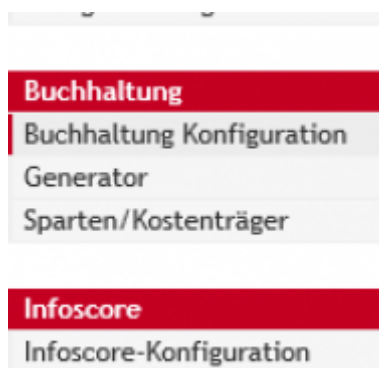 Buchhaltung
Buchhaltung Konfiguration
Generator
Sparten/Kostenträger
Infoscore
Infoscore-Konfiguration